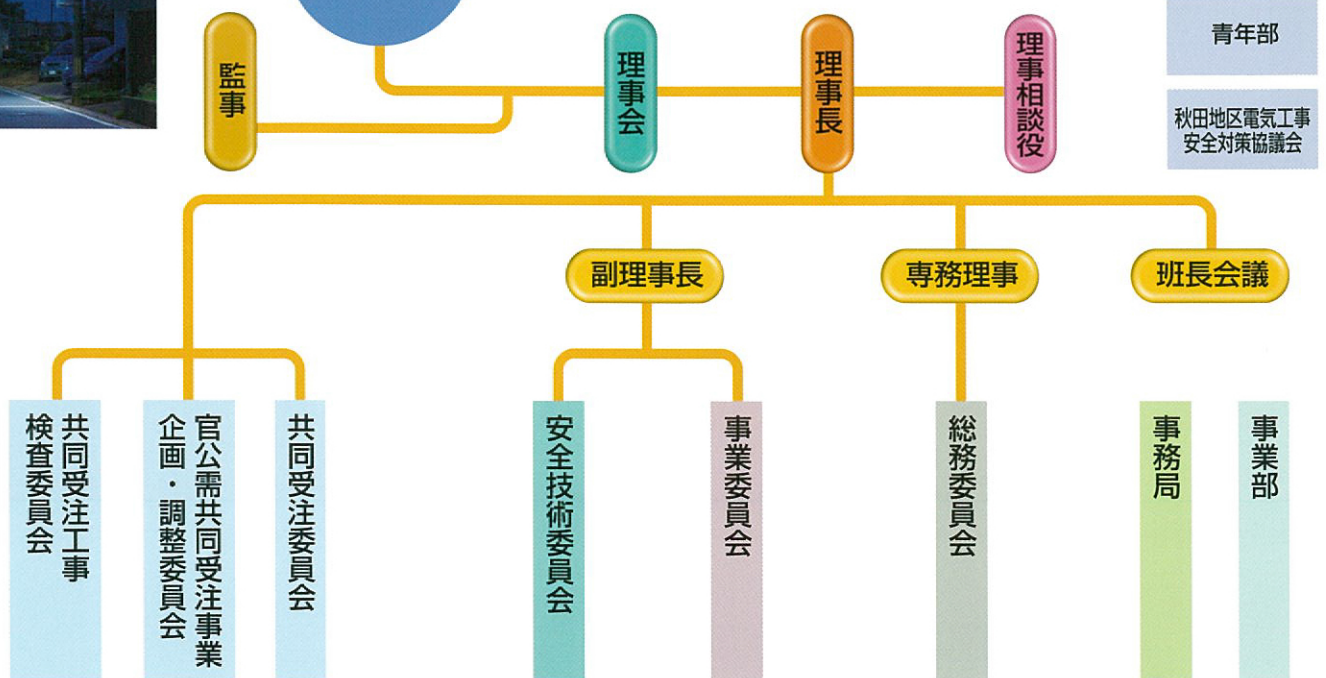 監事
理事会
理事長
理事相談役
青年部
秋田地区電気工事
安全対策協議会
副理事長
専務理事
班長会議
共同受注工事
検査委員会
官公需共同受注事業
企画・調整委員会
共同受注委員会
安全技術委員会
事業委員会
総務委員会
事務局
事業部